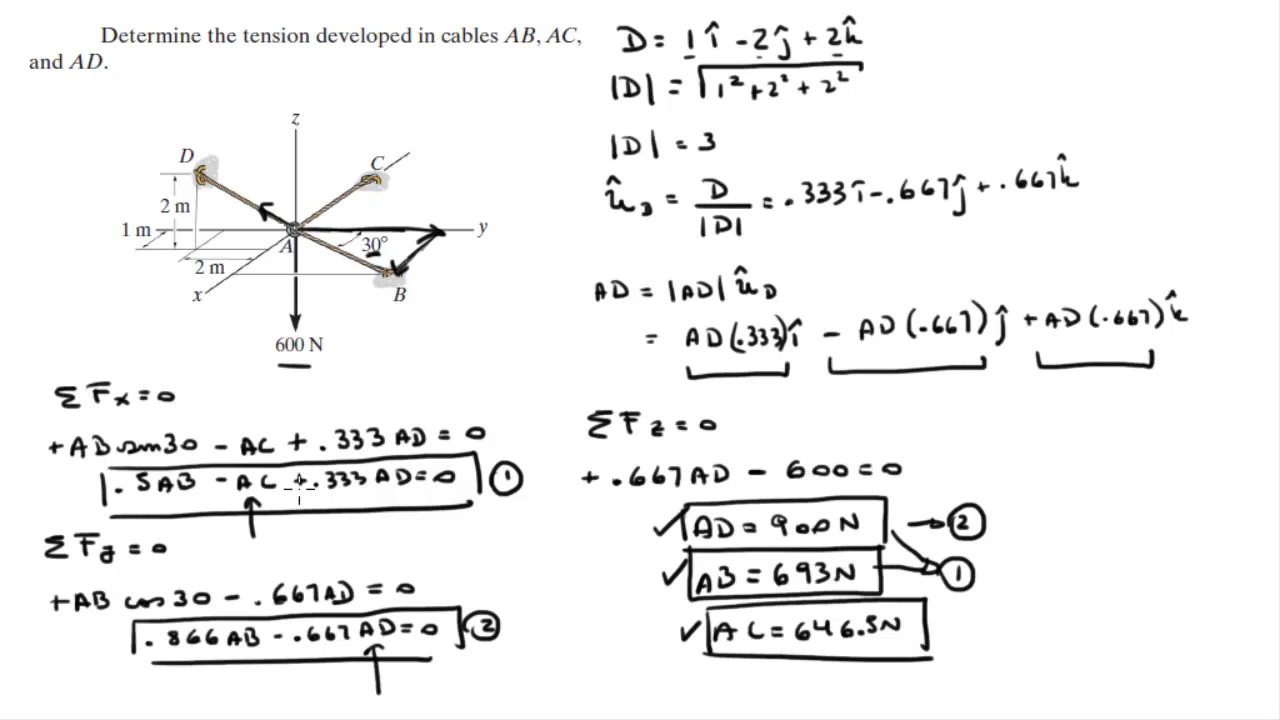 Determine the tension developed in cables AB, AC,
and AD.
z
D
C
2 m
1 m
y
A
30°
2 m
x
B
600 N
ΣFx = 0
+AB sin30 - AC + .333 AD = 0
.5AB - AC + .333 AD = 0 ①
ΣFy = 0
+AB cos30 - .667AD = 0
.866AB - .667AD = 0 ②
D = 1î - 2ĵ + 2k̂
|D| = √1² + 2² + 2²
|D| = 3
û_D = D/|D| = .333î - .667ĵ + .667k̂
AD = |AD| û_D
= AD(.333)î - AD(.667)ĵ + AD(.667)k̂
ΣFz = 0
+ .667AD - 600 = 0
✓ AD = 900N → ②
✓ AB = 693N → ①
✓ AC = 646.5N